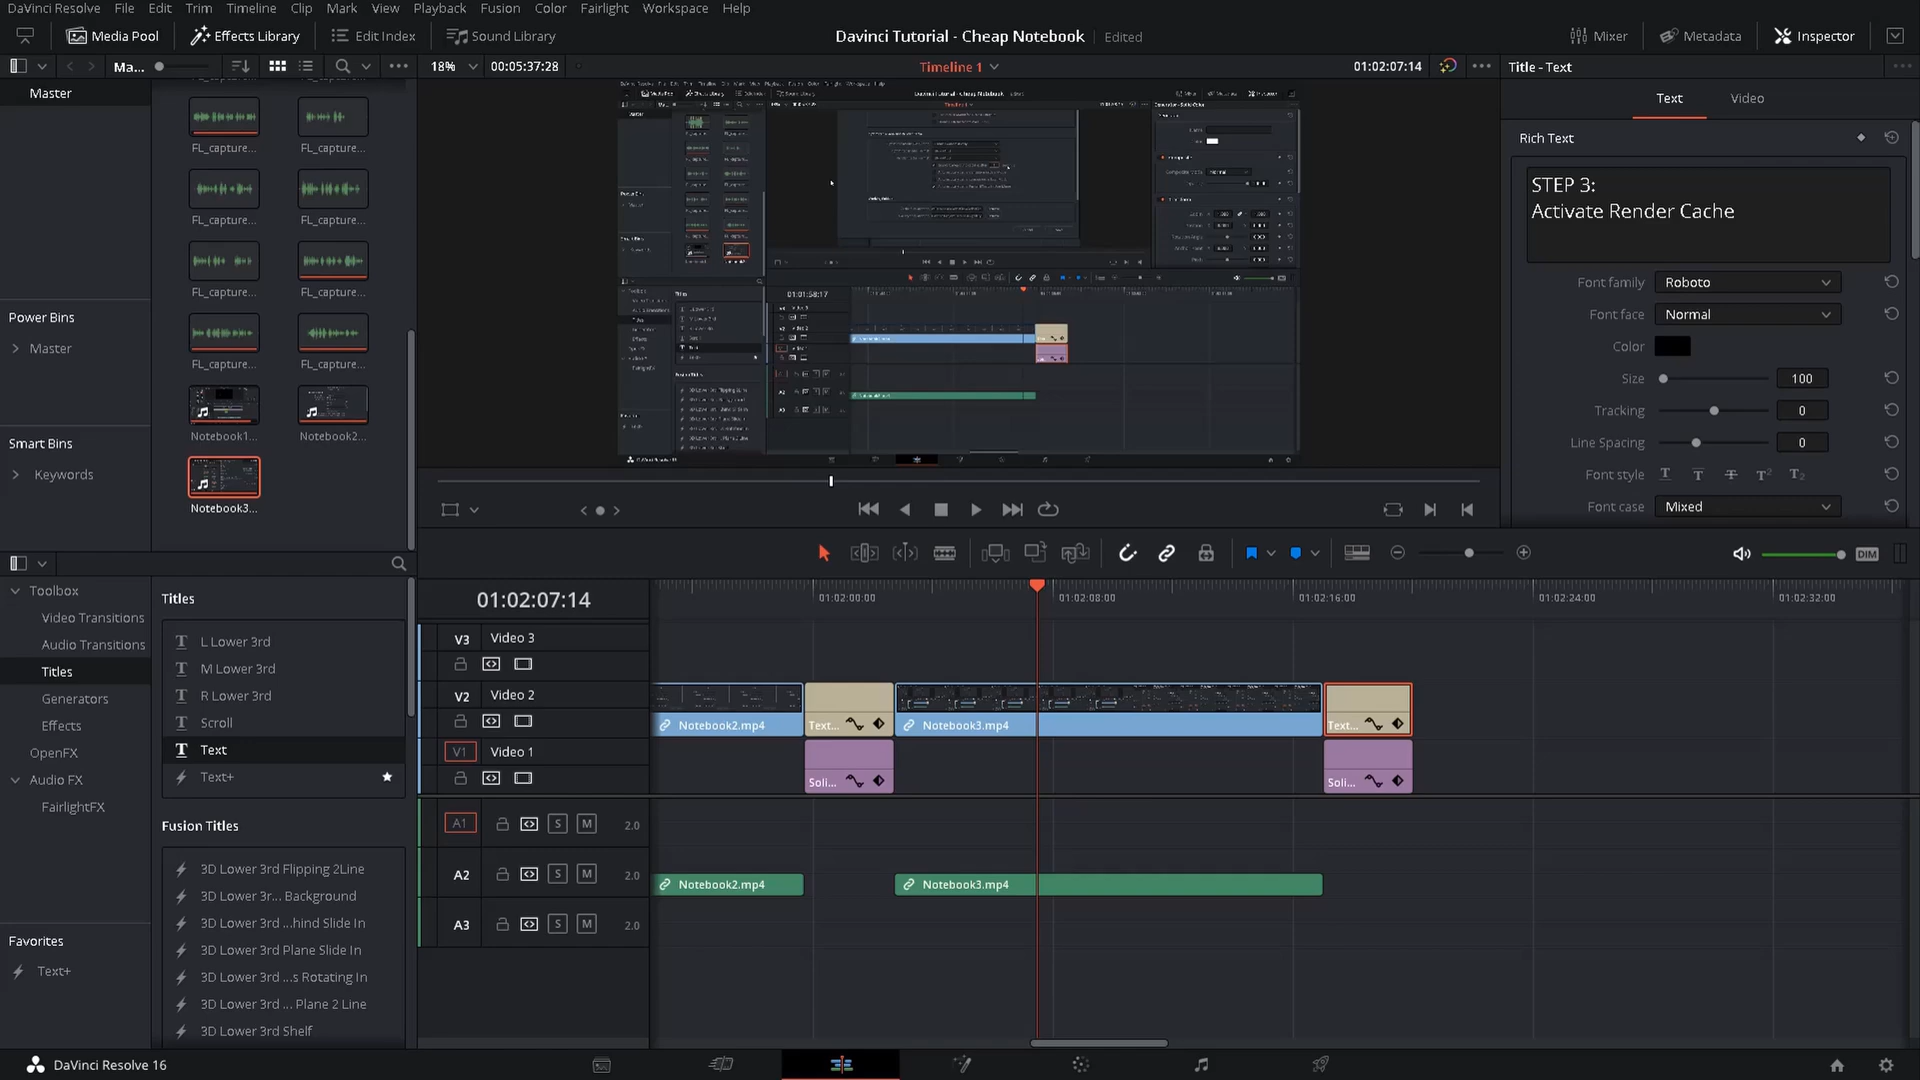 DaVinci Resolve File Edit Trim Timeline Clip Mark View Playback Fusion Color Fairlight Workspace Help
Media Pool Effects Library Edit Index Sound Library Davinci Tutorial - Cheap Notebook Edited Mixer Metadata Inspector
Ma... 18% 00:05:37:28 Timeline 1 01:02:07:14 Title - Text
Master
Power Bins
Master
Smart Bins
Keywords
FL_capture...
FL_capture...
FL_capture...
FL_capture...
FL_capture...
FL_capture...
FL_capture...
FL_capture...
Notebook1...
Notebook2...
Notebook3...
Text Video
Rich Text
STEP 3:
Activate Render Cache
Font family Roboto
Font face Normal
Color
Size 100
Tracking 0
Line Spacing 0
Font style
Font case Mixed
Toolbox
Video Transitions
Audio Transitions
Titles
Generators
Effects
OpenFX
Audio FX
FairlightFX
Favorites
Text+
Titles
L Lower 3rd
M Lower 3rd
R Lower 3rd
Scroll
Text
Text+
Fusion Titles
3D Lower 3rd Flipping 2Line
3D Lower 3r... Background
3D Lower 3rd ...hind Slide In
3D Lower 3rd Plane Slide In
3D Lower 3rd ...s Rotating In
3D Lower 3rd ... Plane 2 Line
3D Lower 3rd Shelf
DIM
01:02:07:14
01:02:00:00 01:02:08:00 01:02:16:00 01:02:24:00 01:02:32:00
V3 Video 3
V2 Video 2
Notebook2.mp4 Text... Notebook3.mp4 Text...
V1 Video 1
Soli... Soli...
A1 S M 2.0
A2 S M 2.0
Notebook2.mp4 Notebook3.mp4
A3 S M 2.0
DaVinci Resolve 16